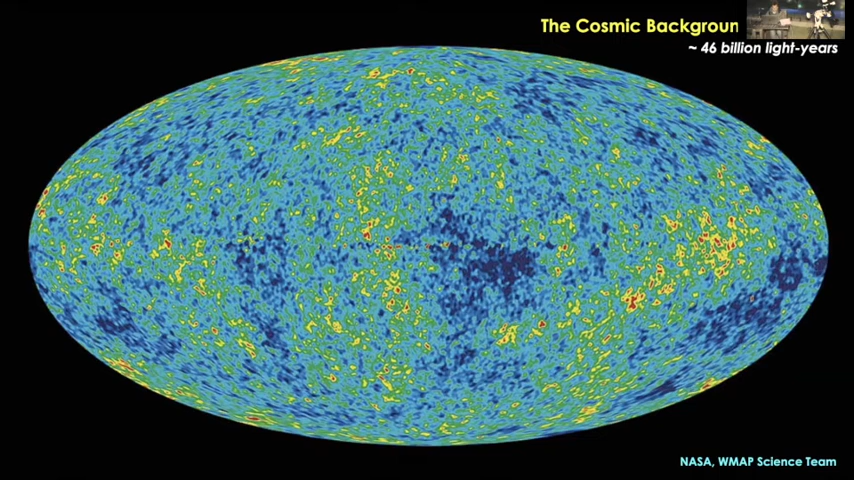 The Cosmic Backgroun
~ 46 billion light-years
NASA, WMAP Science Team